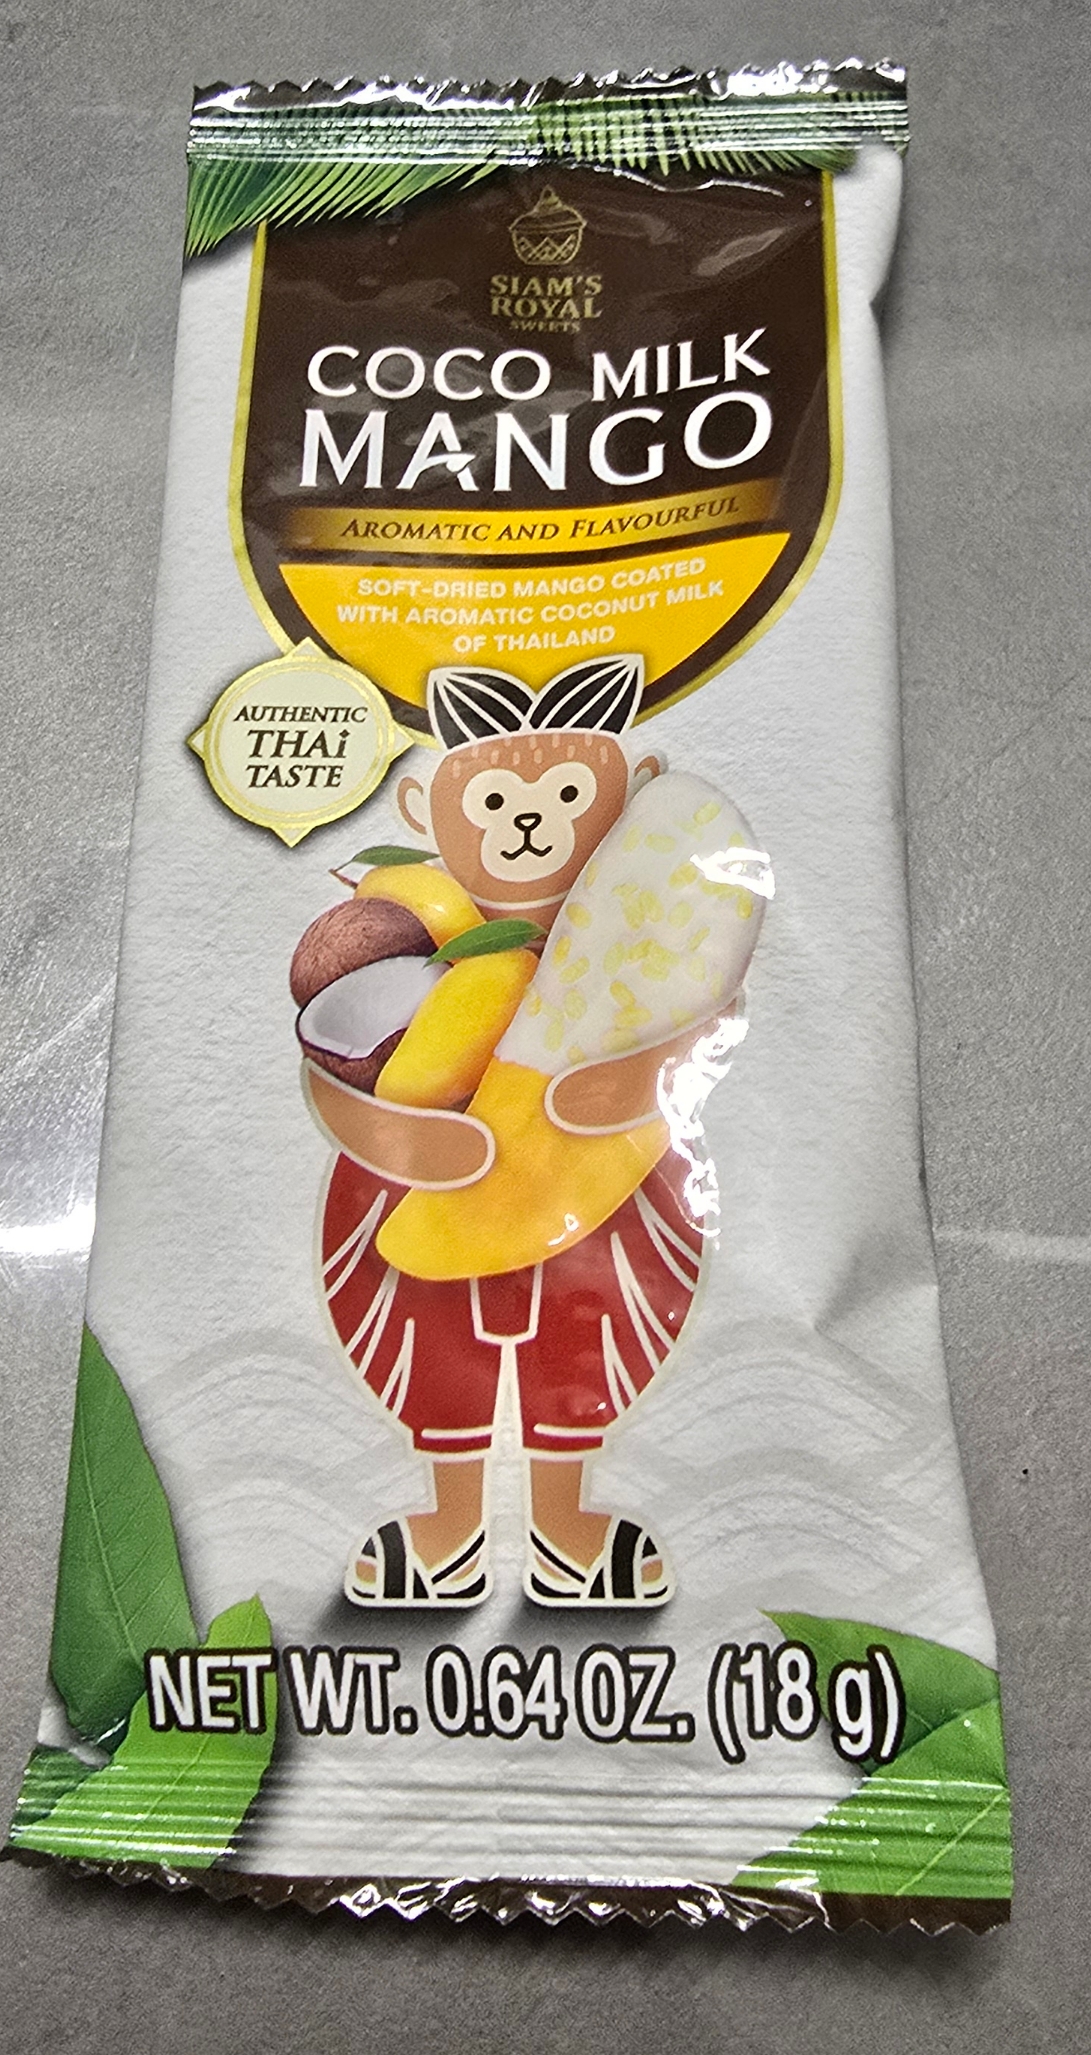 SIAM'S
ROYAL
SWEETS
COCO MILK
MANGO
AROMATIC AND FLAVOURFUL
SOFT-DRIED MANGO COATED
WITH AROMATIC COCONUT MILK
OF THAILAND
AUTHENTIC
THAi
TASTE
NET WT. 0.64 OZ. (18 g)